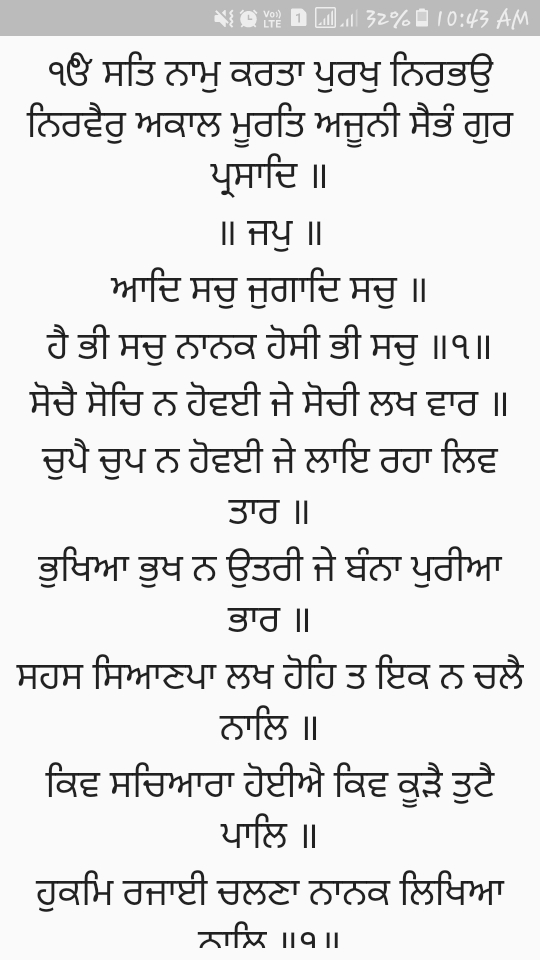 Vo)) LTE 1 32% 10:43 AM
ੴ ਸਤਿ ਨਾਮੁ ਕਰਤਾ ਪੁਰਖੁ ਨਿਰਭਉ
ਨਿਰਵੈਰੁ ਅਕਾਲ ਮੂਰਤਿ ਅਜੂਨੀ ਸੈਭੰ ਗੁਰ
ਪ੍ਰਸਾਦਿ ॥
॥ ਜਪੁ ॥
ਆਦਿ ਸਚੁ ਜੁਗਾਦਿ ਸਚੁ ॥
ਹੈ ਭੀ ਸਚੁ ਨਾਨਕ ਹੋਸੀ ਭੀ ਸਚੁ ॥੧॥
ਸੋਚੈ ਸੋਚਿ ਨ ਹੋਵਈ ਜੇ ਸੋਚੀ ਲਖ ਵਾਰ ॥
ਚੁਪੈ ਚੁਪ ਨ ਹੋਵਈ ਜੇ ਲਾਇ ਰਹਾ ਲਿਵ
ਤਾਰ ॥
ਭੁਖਿਆ ਭੁਖ ਨ ਉਤਰੀ ਜੇ ਬੰਨਾ ਪੁਰੀਆ
ਭਾਰ ॥
ਸਹਸ ਸਿਆਣਪਾ ਲਖ ਹੋਹਿ ਤ ਇਕ ਨ ਚਲੈ
ਨਾਲਿ ॥
ਕਿਵ ਸਚਿਆਰਾ ਹੋਈਐ ਕਿਵ ਕੂੜੈ ਤੁਟੈ
ਪਾਲਿ ॥
ਹੁਕਮਿ ਰਜਾਈ ਚਲਣਾ ਨਾਨਕ ਲਿਖਿਆ
ਨਾਲਿ ॥੧॥